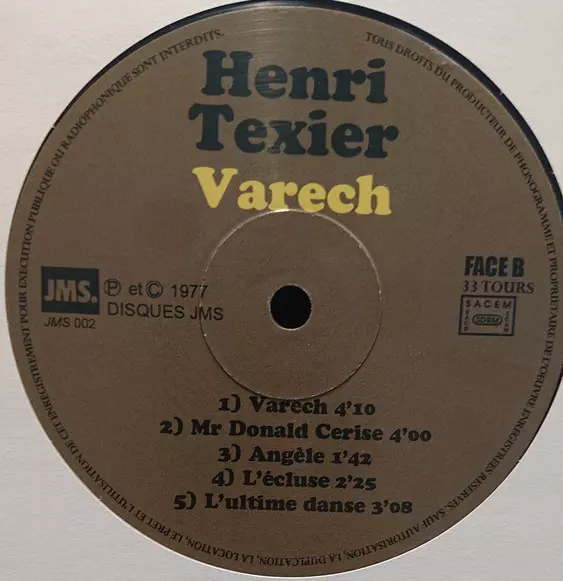 Henri
Texier
Varech
JMS.
JMS 002
Ⓟ et © 1977
DISQUES JMS
FACE B
33 TOURS
SACEM
SDRM
1) Varech 4'10
2) Mr Donald Cerise 4'00
3) Angèle 1'42
4) L'écluse 2'25
5) L'ultime danse 3'08
TOUS DROITS DU PRODUCTEUR DE PHONOGRAMME ET PROPRIETAIRE DE L'OEUVRE ENREGISTREE RESERVES. SAUF AUTORISATION, LA DUPLICATION, LA LOCATION, LE PRET ET L'UTILISATION DE CET ENREGISTREMENT POUR EXECUTION PUBLIQUE OU RADIOPHONIQUE SONT INTERDITS.